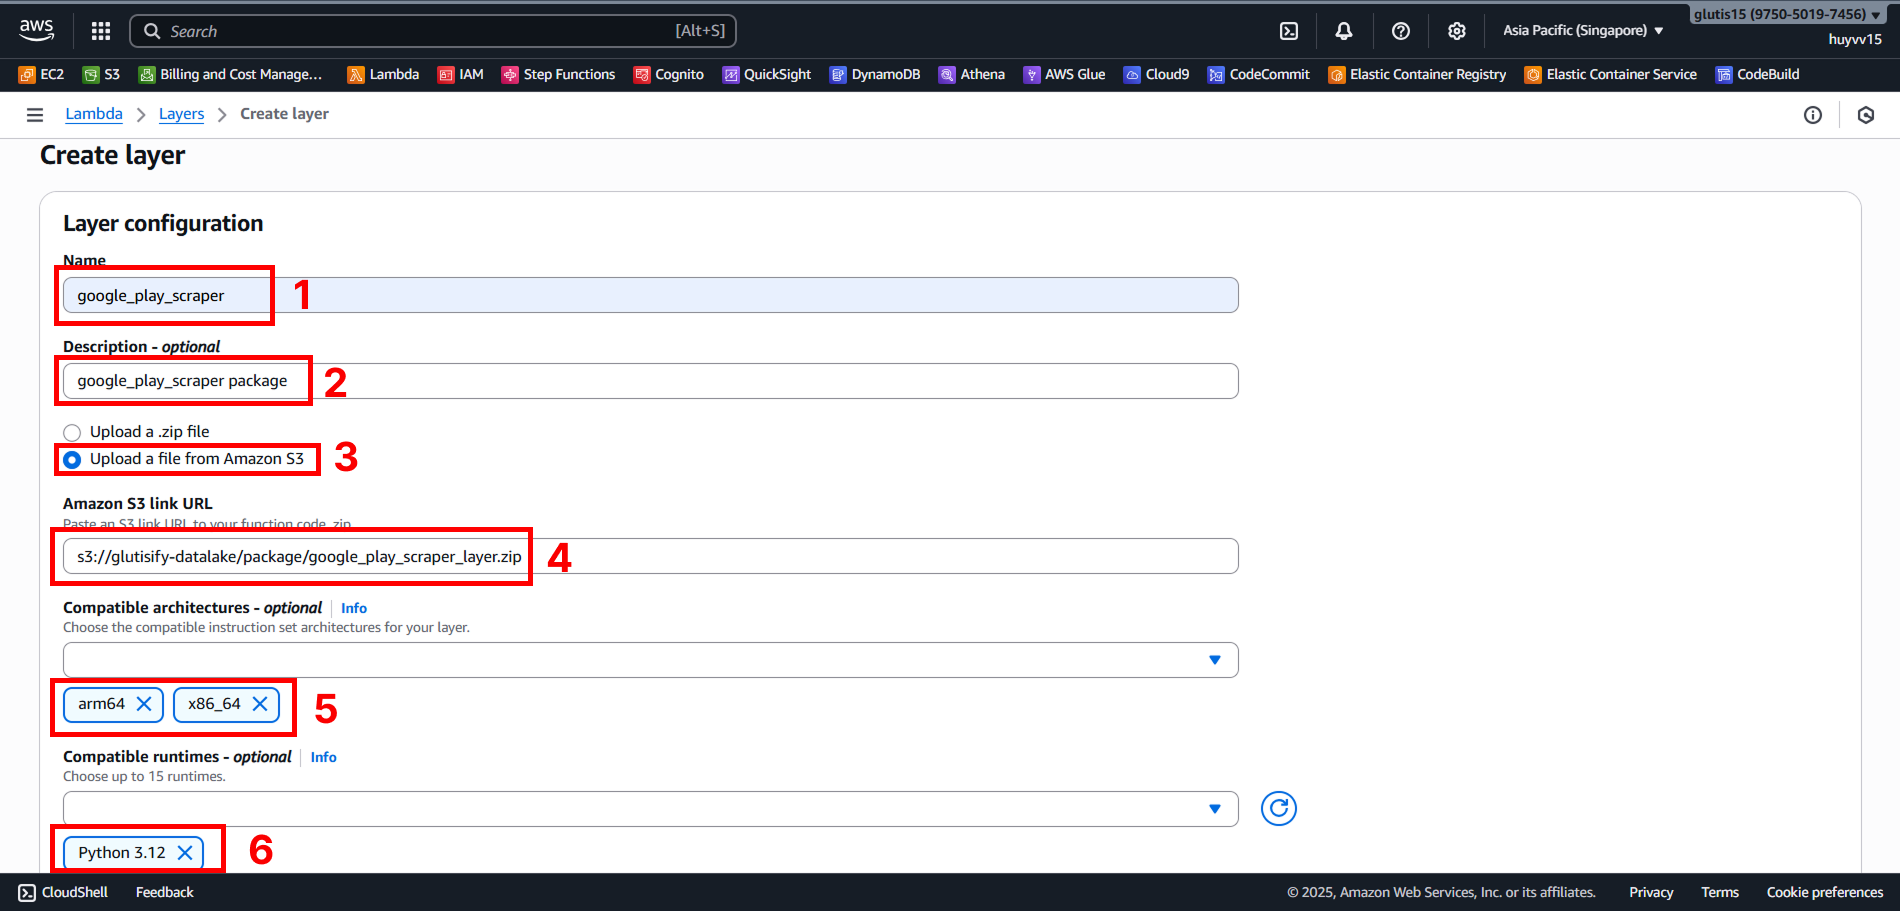 aws
Search [Alt+S]
Asia Pacific (Singapore) ▼
glutis15 (9750-5019-7456) ▼
huyvv15
EC2 S3 Billing and Cost Manage... Lambda IAM Step Functions Cognito QuickSight DynamoDB Athena AWS Glue Cloud9 CodeCommit Elastic Container Registry Elastic Container Service CodeBuild
Lambda > Layers > Create layer
Create layer
Layer configuration
Name
google_play_scraper 1
Description - optional
google_play_scraper package 2
Upload a .zip file
Upload a file from Amazon S3 3
Amazon S3 link URL
Paste an S3 link URL to your function code .zip
s3://glutisify-datalake/package/google_play_scraper_layer.zip 4
Compatible architectures - optional | Info
Choose the compatible instruction set architectures for your layer.
arm64 x86_64 5
Compatible runtimes - optional | Info
Choose up to 15 runtimes.
Python 3.12 6
CloudShell Feedback © 2025, Amazon Web Services, Inc. or its affiliates. Privacy Terms Cookie preferences